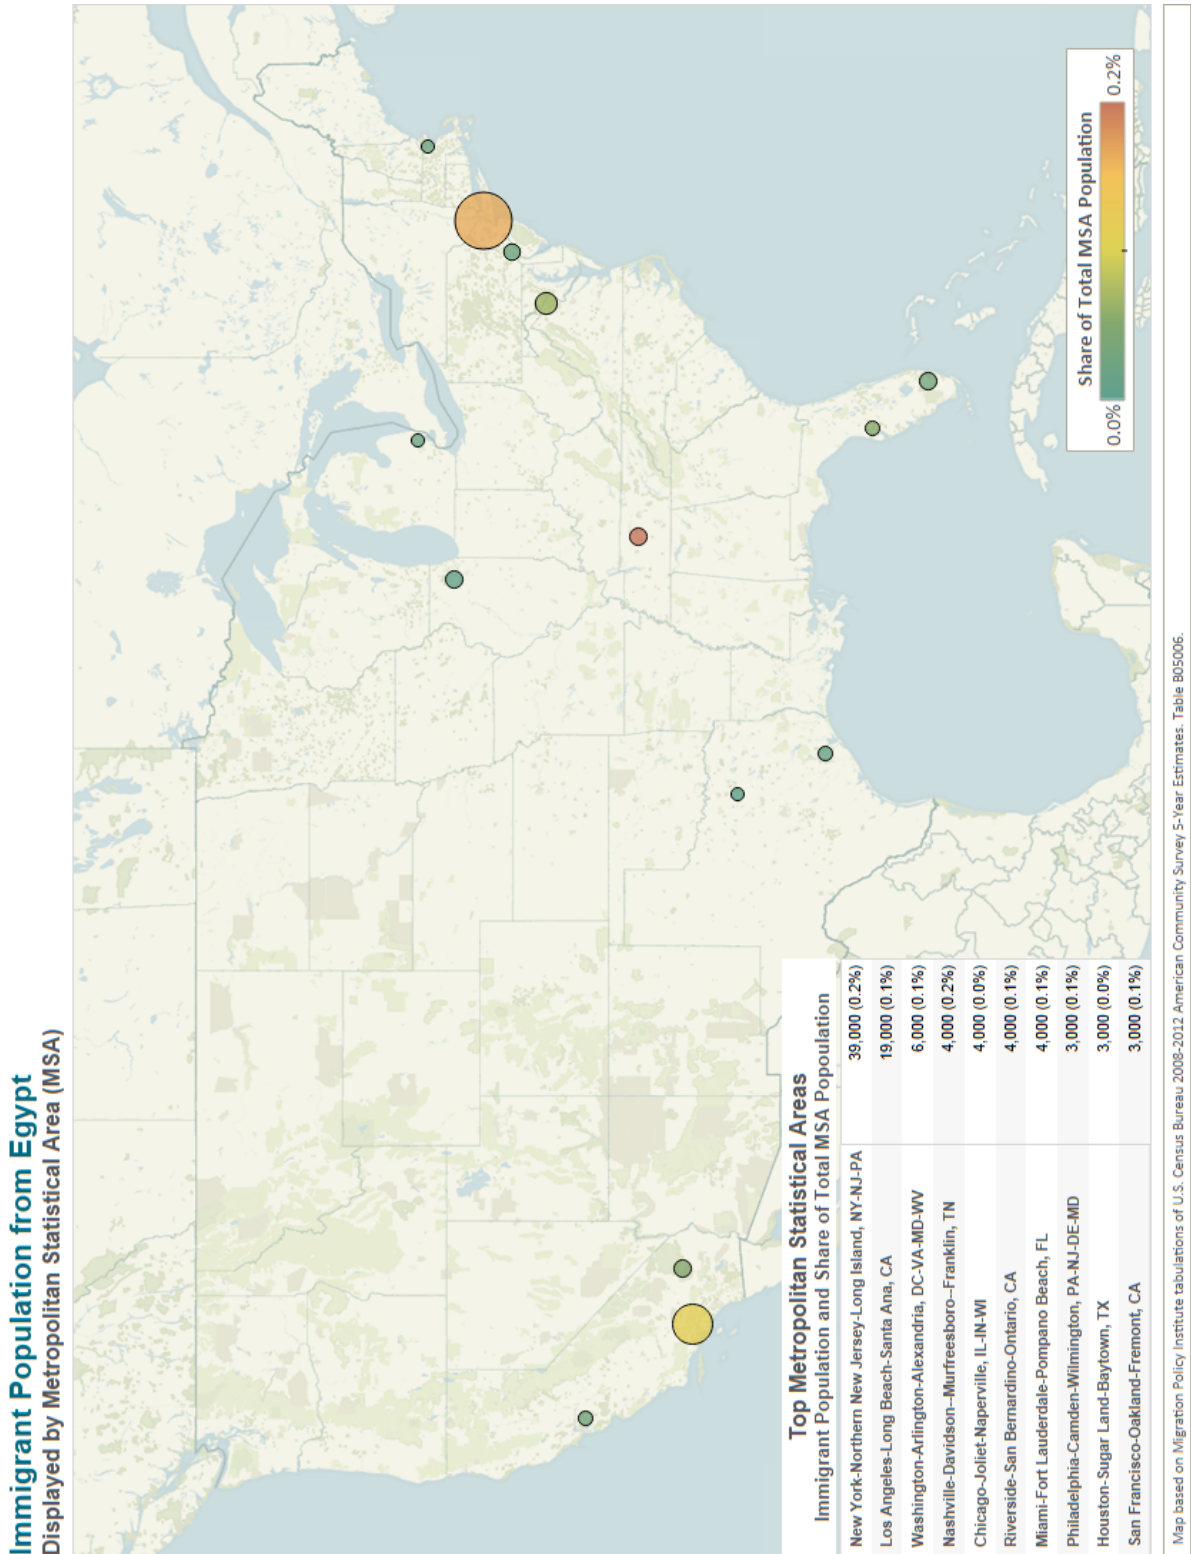 Immigrant Population from Egypt
Displayed by Metropolitan Statistical Area (MSA)
Share of Total MSA Population
0.0% 0.2%
Top Metropolitan Statistical Areas
Immigrant Population and Share of Total MSA Popoulation
New York-Northern New Jersey-Long Island, NY-NJ-PA 39,000 (0.2%)
Los Angeles-Long Beach-Santa Ana, CA 19,000 (0.1%)
Washington-Arlington-Alexandria, DC-VA-MD-WV 6,000 (0.1%)
Nashville-Davidson--Murfreesboro--Franklin, TN 4,000 (0.2%)
Chicago-Joliet-Naperville, IL-IN-WI 4,000 (0.0%)
Riverside-San Bernardino-Ontario, CA 4,000 (0.1%)
Miami-Fort Lauderdale-Pompano Beach, FL 4,000 (0.1%)
Philadelphia-Camden-Wilmington, PA-NJ-DE-MD 3,000 (0.1%)
Houston-Sugar Land-Baytown, TX 3,000 (0.0%)
San Francisco-Oakland-Fremont, CA 3,000 (0.1%)
Map based on Migration Policy Institute tabulations of U.S. Census Bureau 2008-2012 American Community Survey 5-Year Estimates. Table B05006.